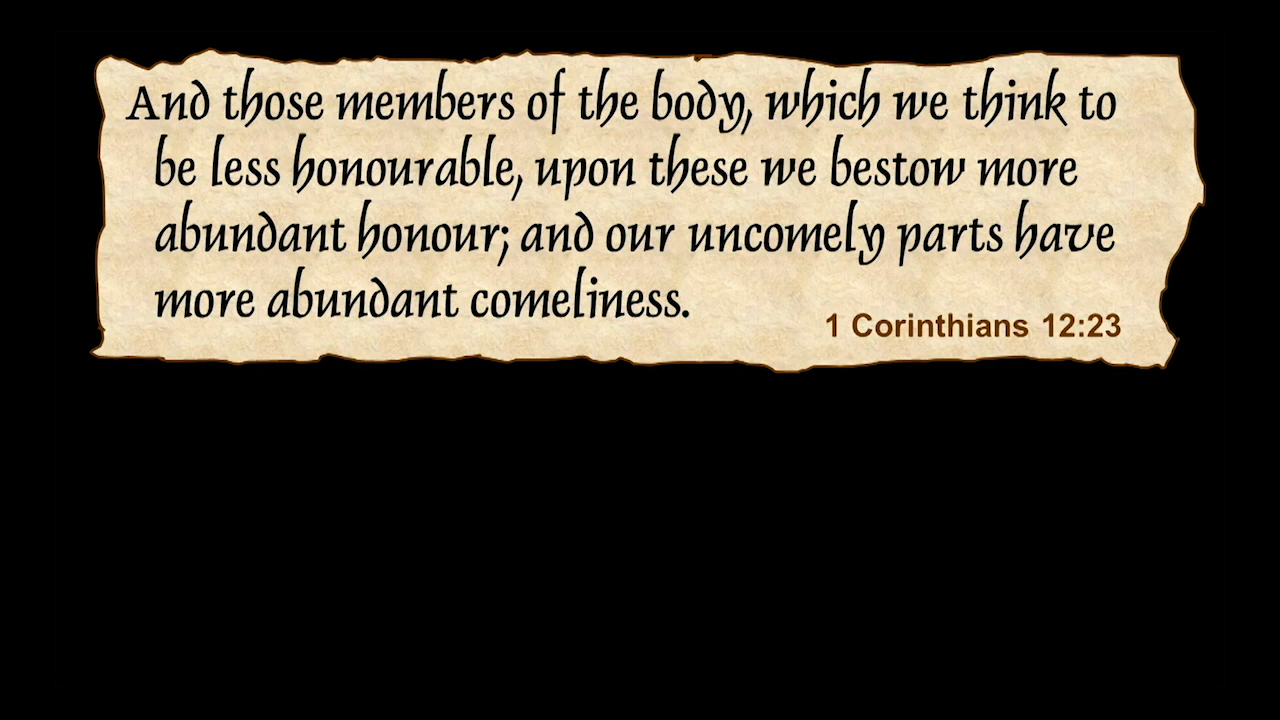 And those members of the body, which we think to
be less honourable, upon these we bestow more
abundant honour; and our uncomely parts have
more abundant comeliness.
1 Corinthians 12:23